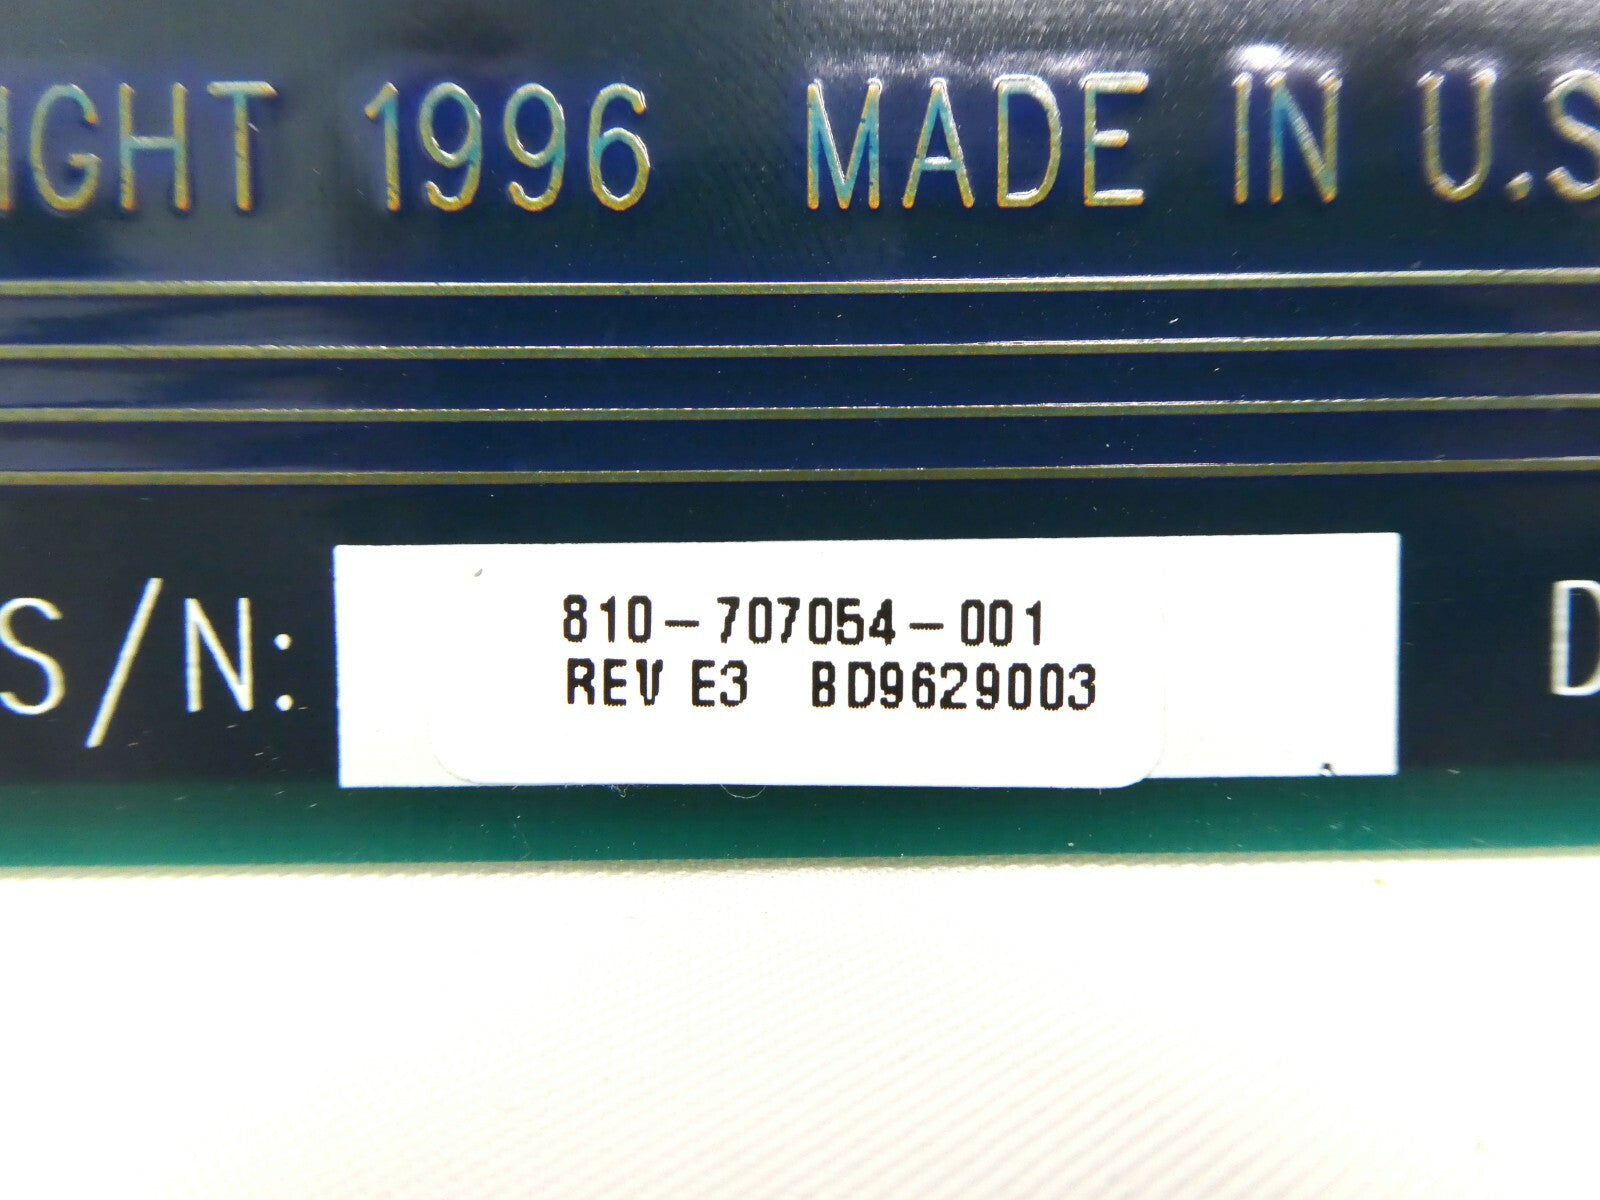 IGHT 1996 MADE IN U.S
S/N: 810-707054-001 D
REV E3 BD9629003